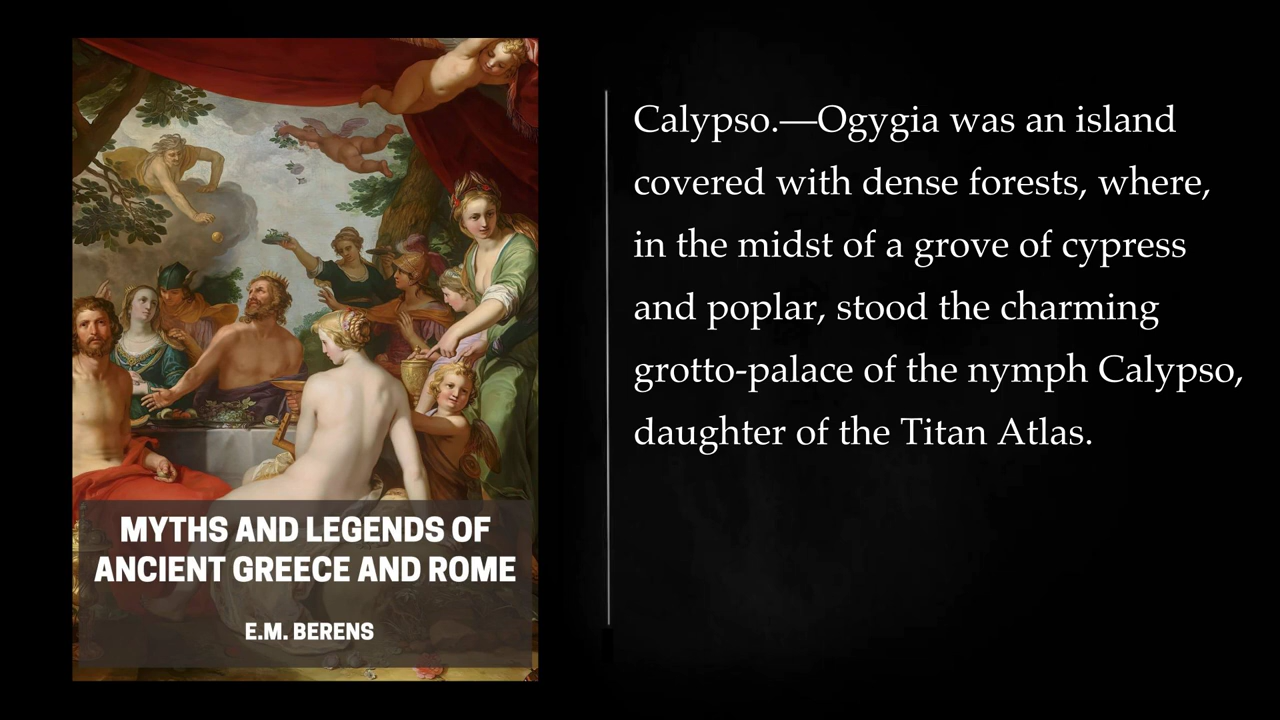 MYTHS AND LEGENDS OF
ANCIENT GREECE AND ROME
E.M. BERENS
Calypso.—Ogygia was an island
covered with dense forests, where,
in the midst of a grove of cypress
and poplar, stood the charming
grotto-palace of the nymph Calypso,
daughter of the Titan Atlas.